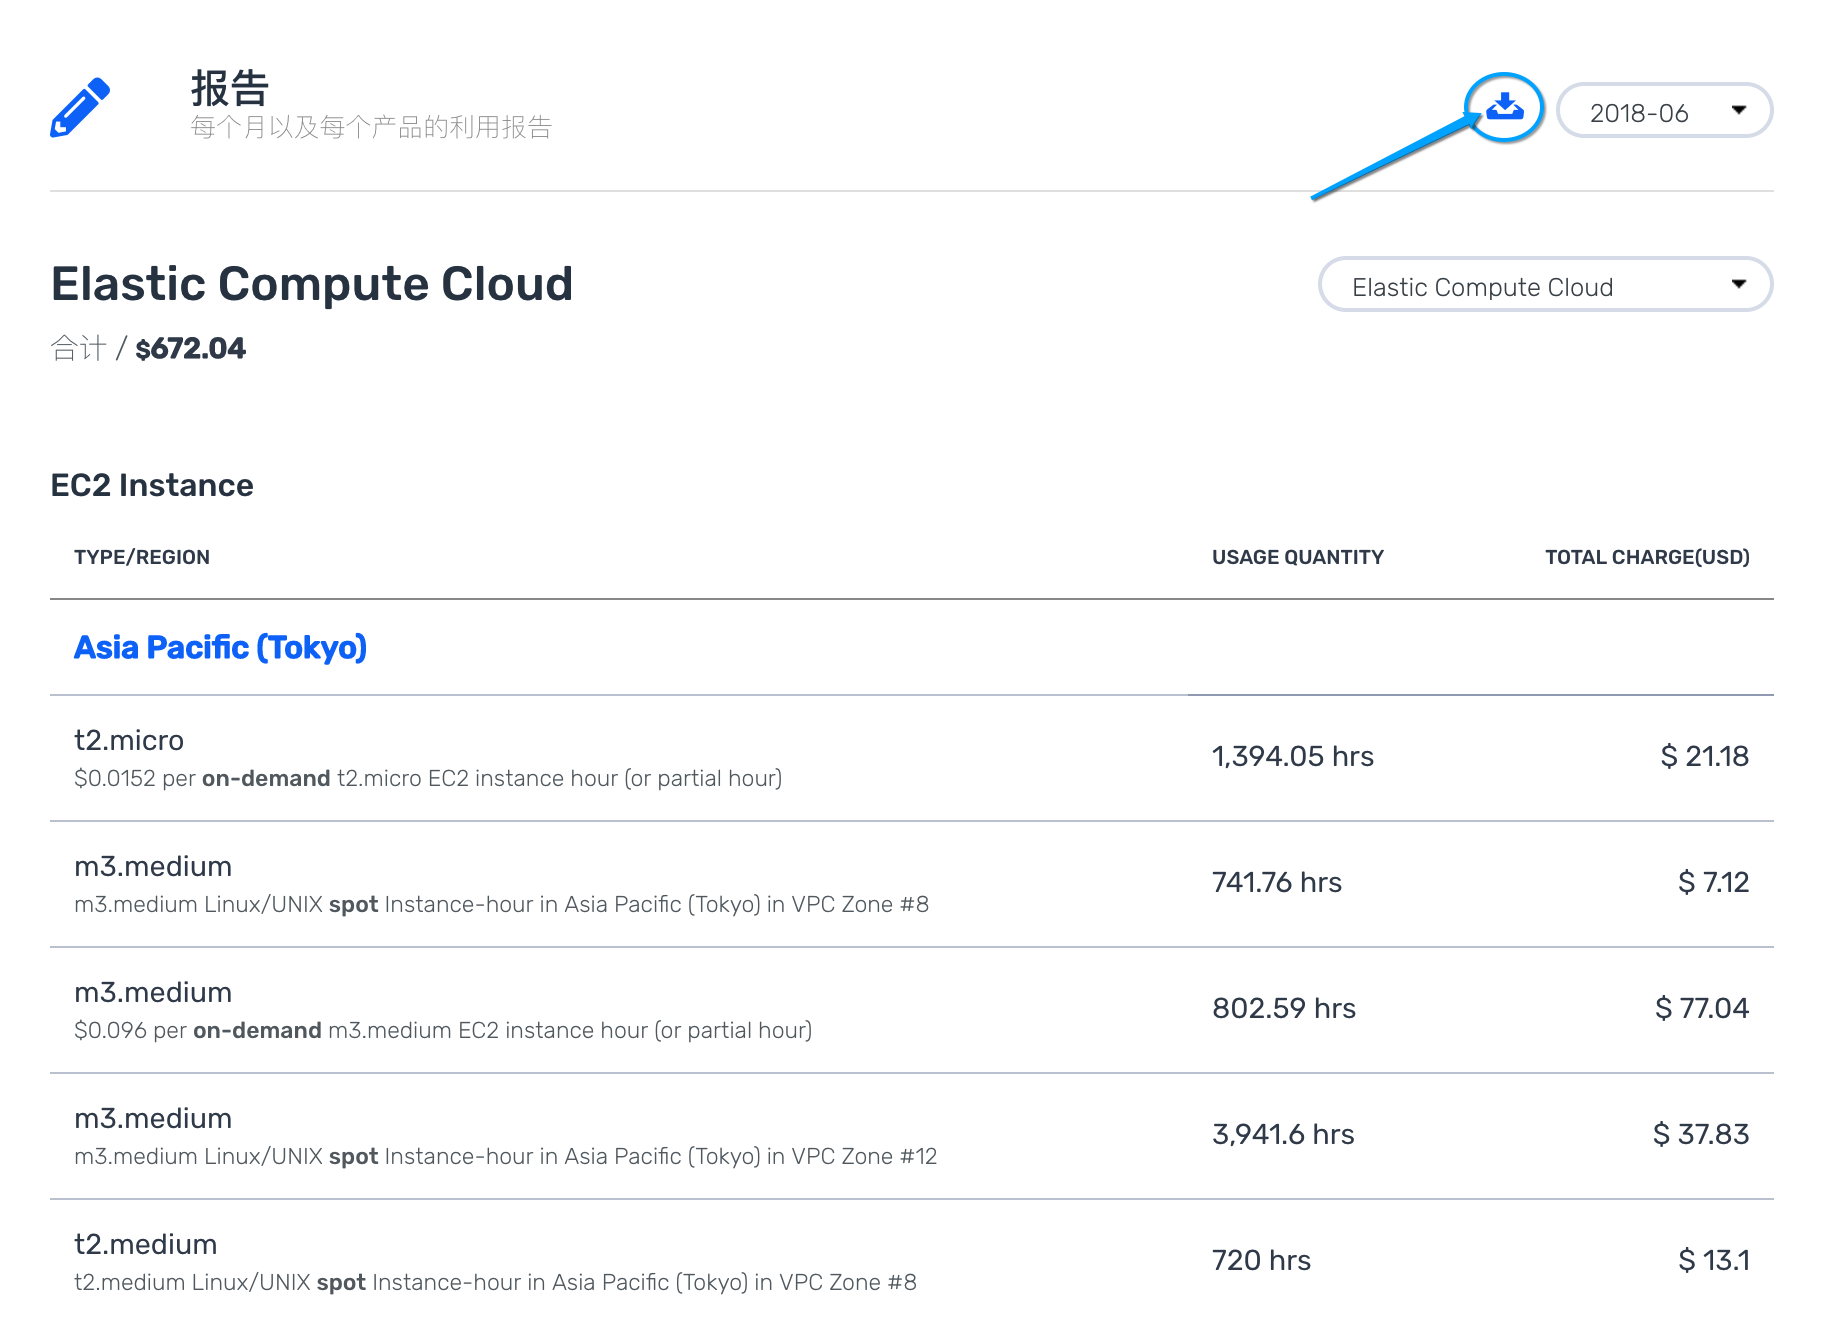 报告
每个月以及每个产品的利用报告
2018-06
Elastic Compute Cloud
Elastic Compute Cloud
合计 / $672.04
EC2 Instance
TYPE/REGION USAGE QUANTITY TOTAL CHARGE(USD)
Asia Pacific (Tokyo)
t2.micro
$0.0152 per on-demand t2.micro EC2 instance hour (or partial hour)
1,394.05 hrs $ 21.18
m3.medium
m3.medium Linux/UNIX spot Instance-hour in Asia Pacific (Tokyo) in VPC Zone #8
741.76 hrs $ 7.12
m3.medium
$0.096 per on-demand m3.medium EC2 instance hour (or partial hour)
802.59 hrs $ 77.04
m3.medium
m3.medium Linux/UNIX spot Instance-hour in Asia Pacific (Tokyo) in VPC Zone #12
3,941.6 hrs $ 37.83
t2.medium
t2.medium Linux/UNIX spot Instance-hour in Asia Pacific (Tokyo) in VPC Zone #8
720 hrs $ 13.1